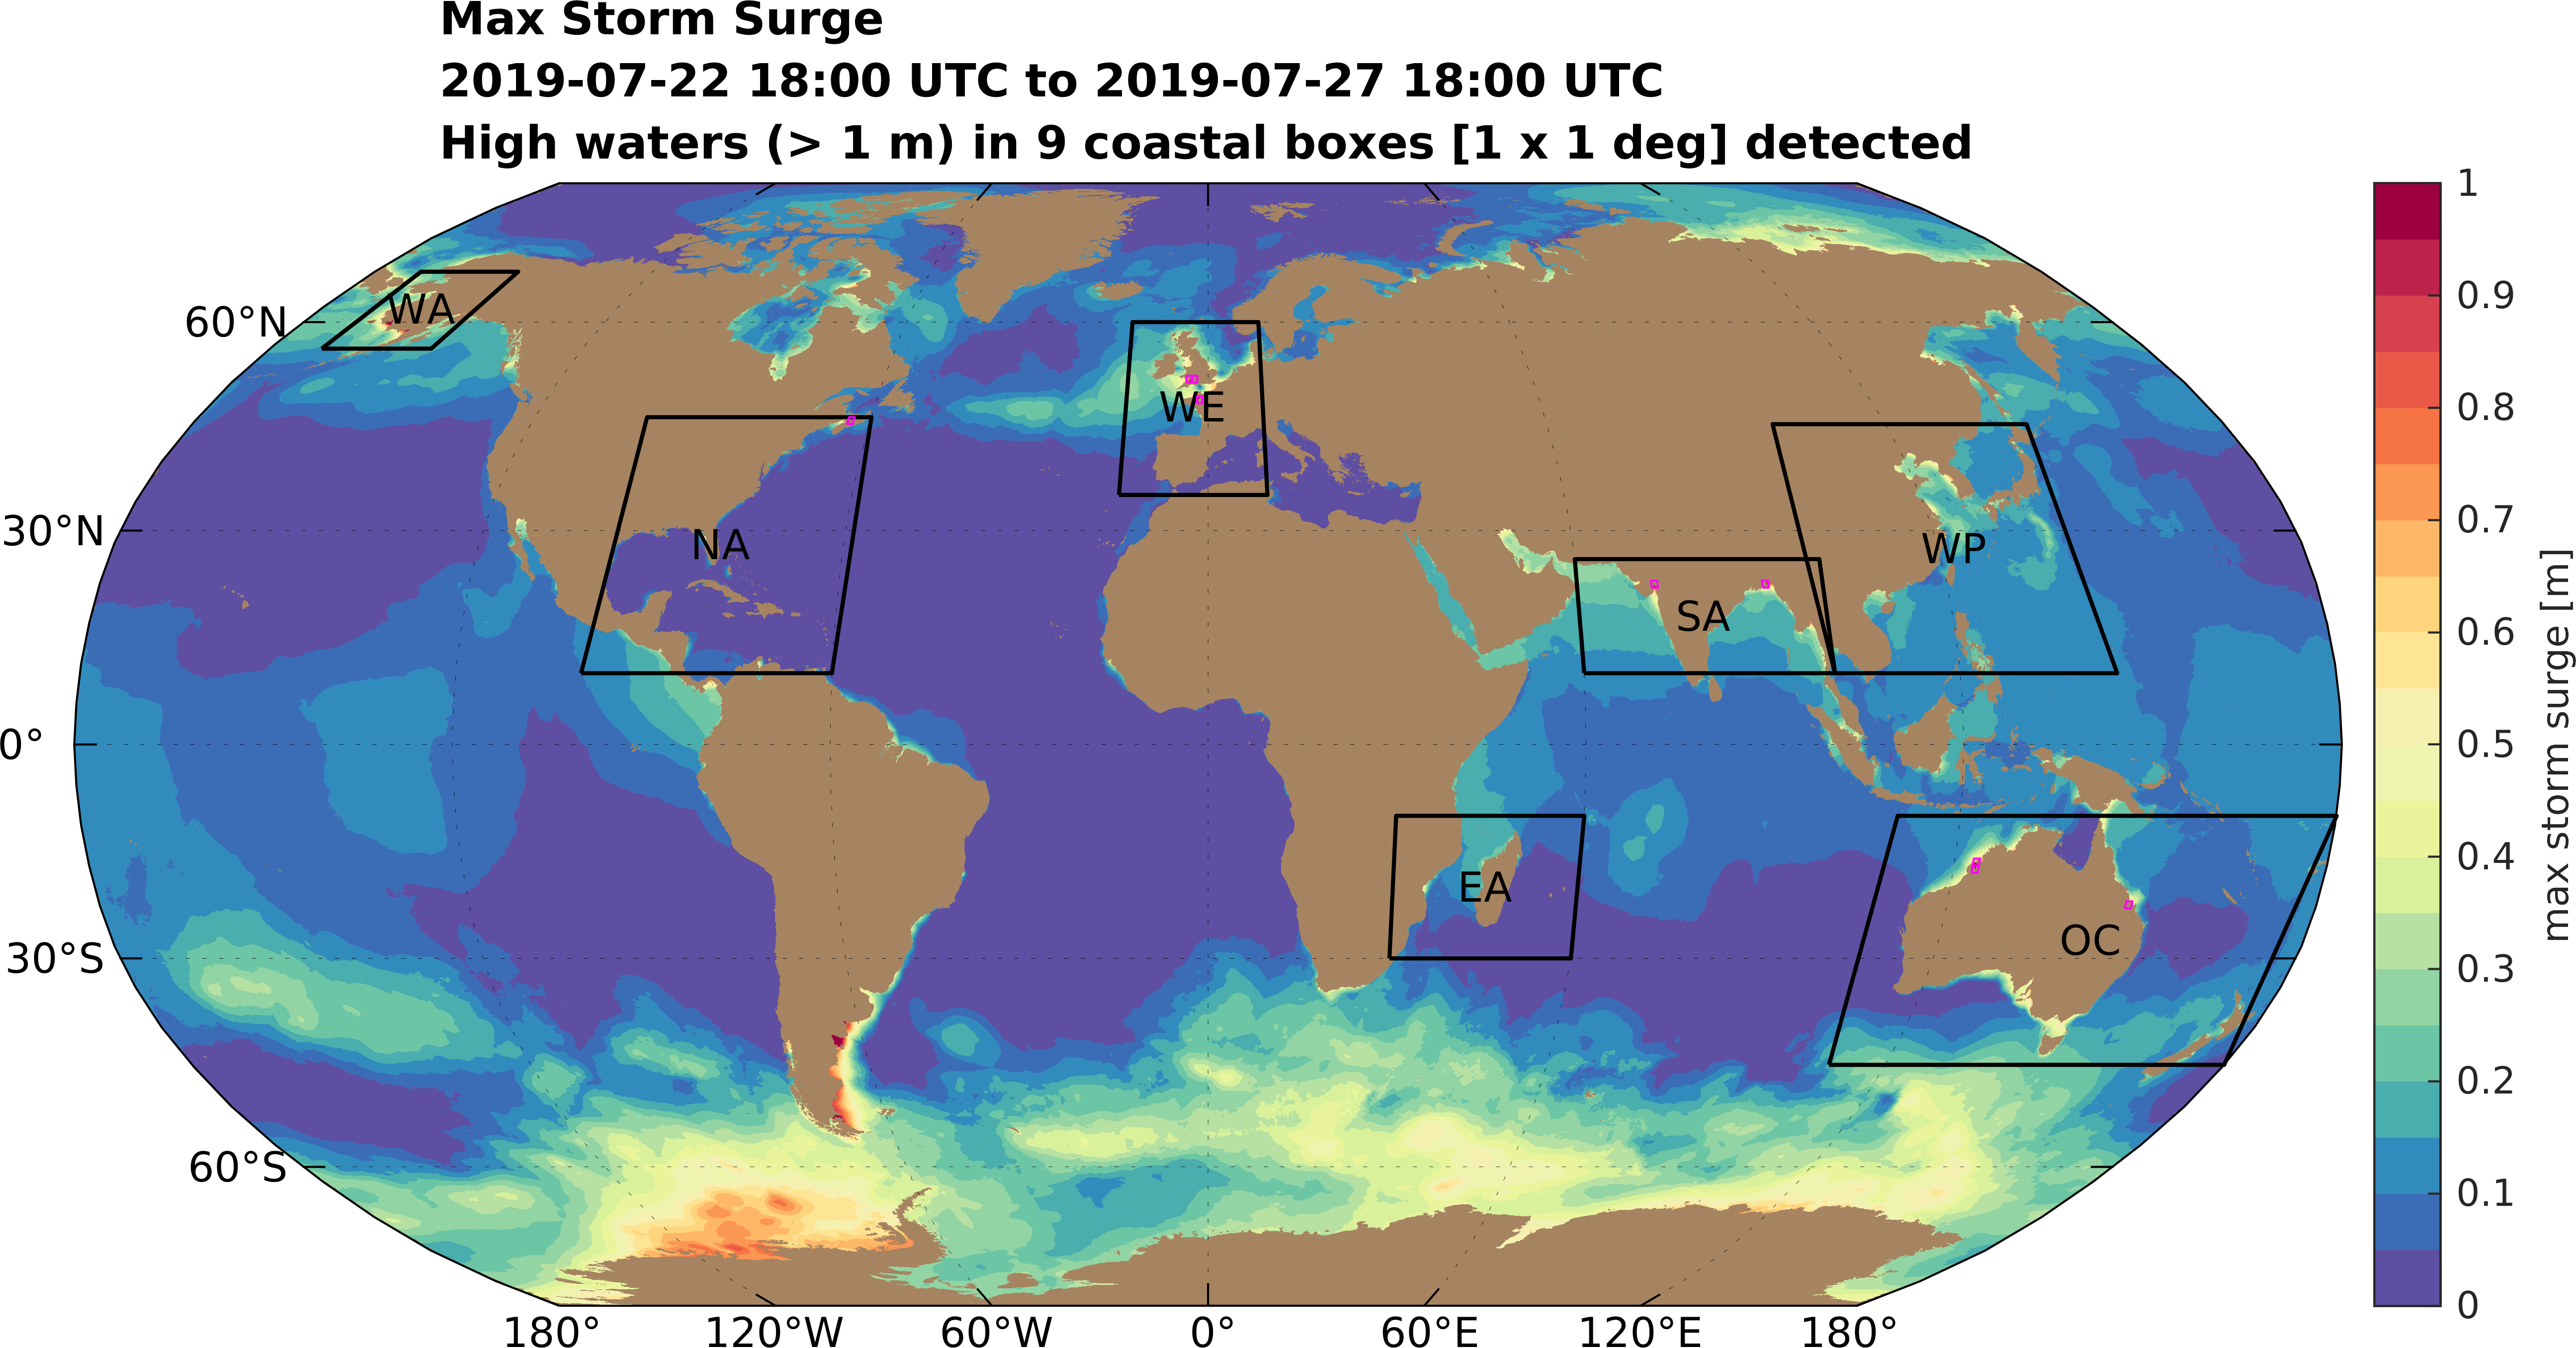 Max Storm Surge
2019-07-22 18:00 UTC to 2019-07-27 18:00 UTC
High waters (> 1 m) in 9 coastal boxes [1 x 1 deg] detected
60°N
30°N
0°
30°S
60°S
WA
NA
WE
SA
WP
EA
OC
180°
120°W
60°W
0°
60°E
120°E
180°
1
0.9
0.8
0.7
0.6
0.5
0.4
0.3
0.2
0.1
0
max storm surge [m]